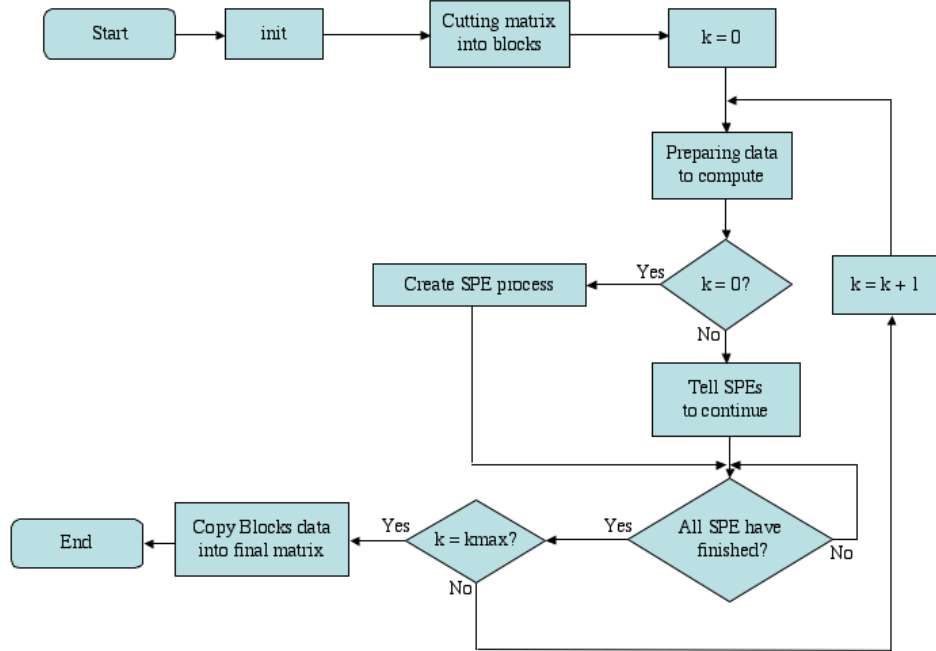 Start
init
Cutting matrix
into blocks
k = 0
Preparing data
to compute
k = 0?
Yes
No
Create SPE process
k = k + 1
Tell SPEs
to continue
All SPE have
finished?
Yes
No
k = kmax?
Yes
No
Copy Blocks data
into final matrix
End